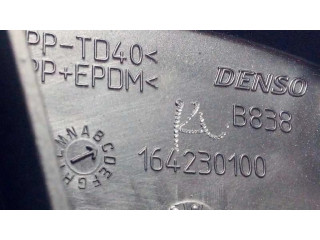 PP-TD40<
PP+EPDM<
DENSO
B838
164230100